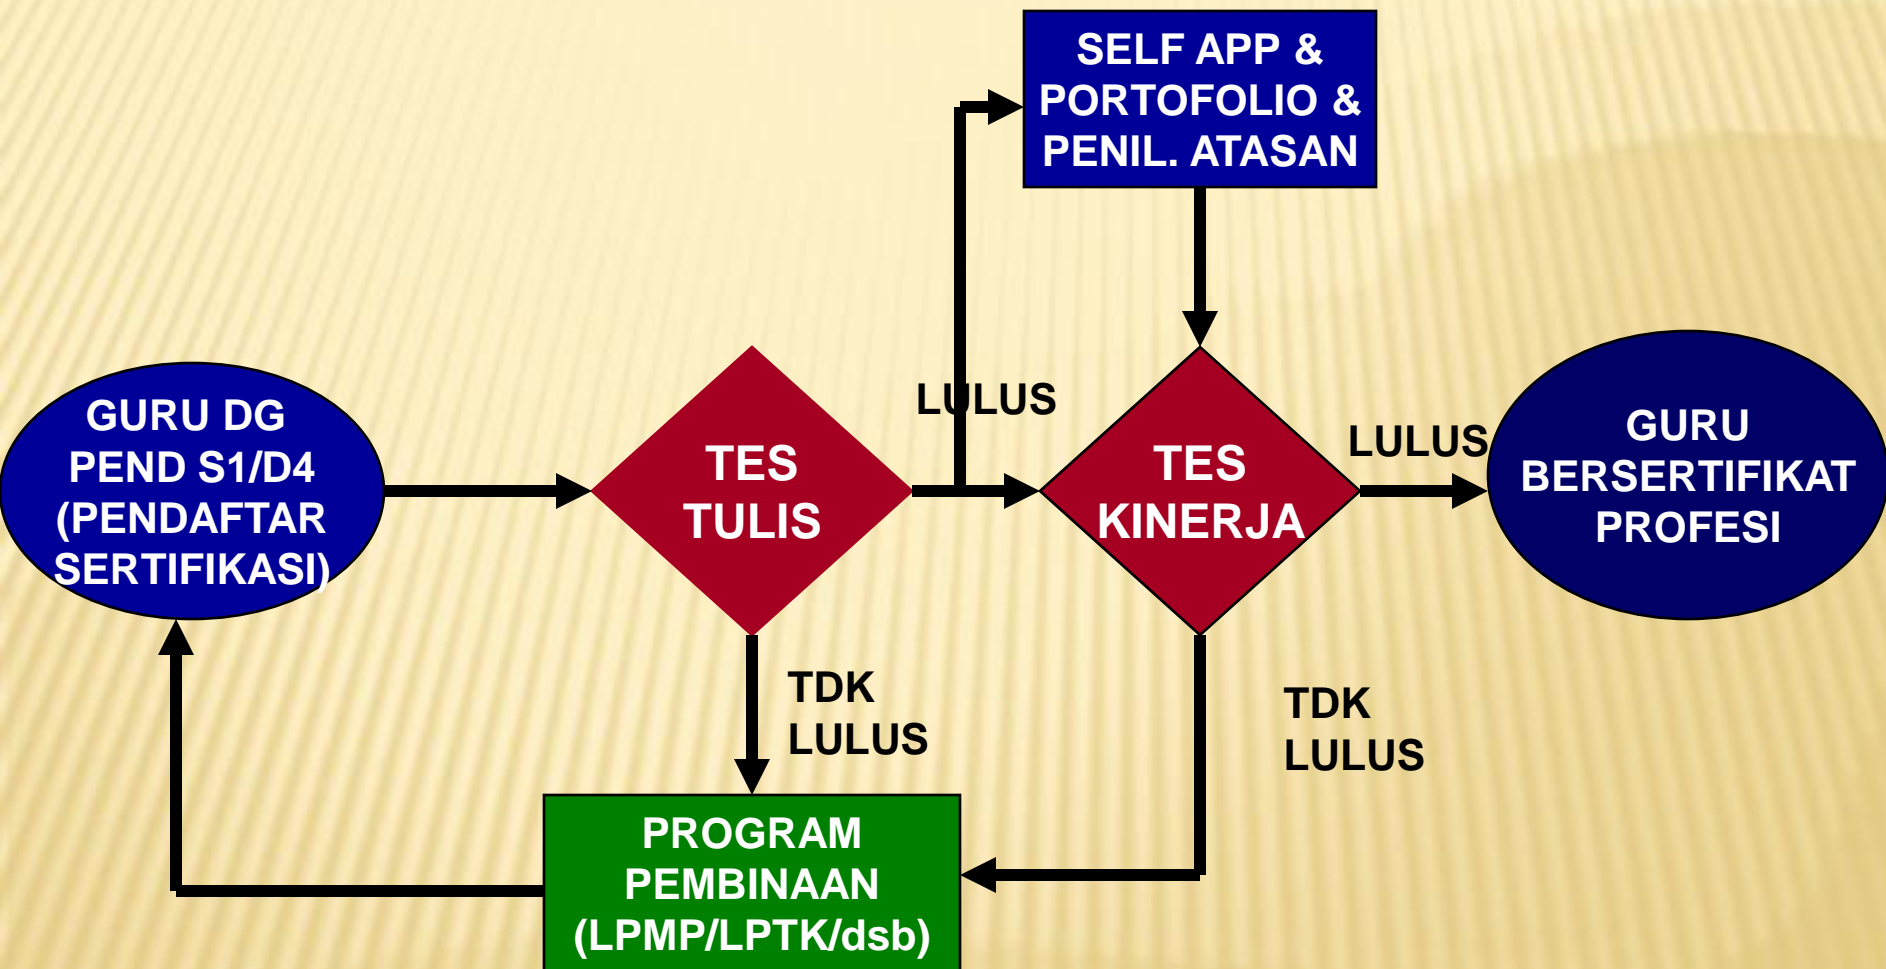 SELF APP &
PORTOFOLIO &
PENIL. ATASAN
GURU DG
PEND S1/D4
(PENDAFTAR
SERTIFIKASI)
TES
TULIS
LULUS
TES
KINERJA
LULUS
GURU
BERSERTIFIKAT
PROFESI
TDK
LULUS
TDK
LULUS
PROGRAM
PEMBINAAN
(LPMP/LPTK/dsb)